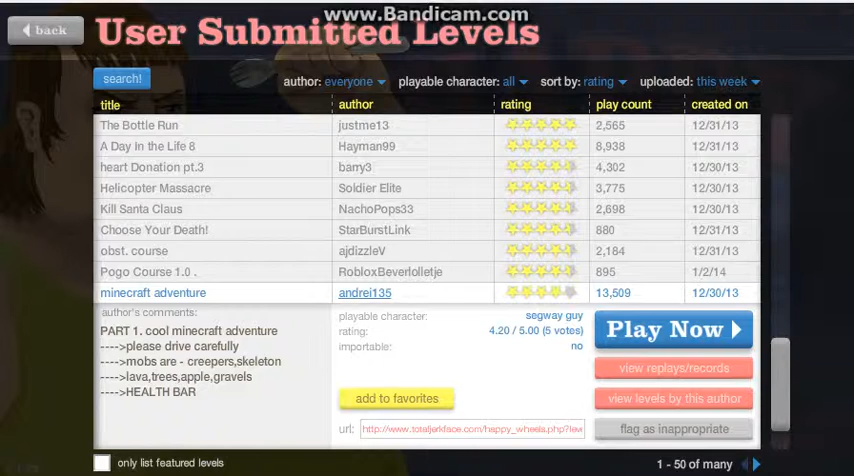 www.Bandicam.com
back
User Submitted Levels
search!
author: everyone playable character: all sort by: rating uploaded: this week
title author rating play count created on
The Bottle Run justme13 2,565 12/31/13
A Day in the Life 8 Hayman99 8,938 12/31/13
heart Donation pt.3 barry3 4,302 12/30/13
Helicopter Massacre Soldier Elite 3,775 12/30/13
Kill Santa Claus NachoPops33 2,698 12/30/13
Choose Your Death! StarBurstLink 880 12/31/13
obst. course ajdizzleV 2,184 12/31/13
Pogo Course 1.0 . RobloxBeverlolletje 895 1/2/14
minecraft adventure andrei135 13,509 12/30/13
author's comments:
PART 1. cool minecraft adventure
---->please drive carefully
---->mobs are - creepers,skeleton
---->lava,trees,apple,gravels
---->HEALTH BAR
playable character: segway guy
rating: 4.20 / 5.00 (5 votes)
importable: no
add to favorites
url: http://www.totaljerkface.com/happy_wheels.php?lev
Play Now
view replays/records
view levels by this author
flag as inappropriate
only list featured levels
1 - 50 of many